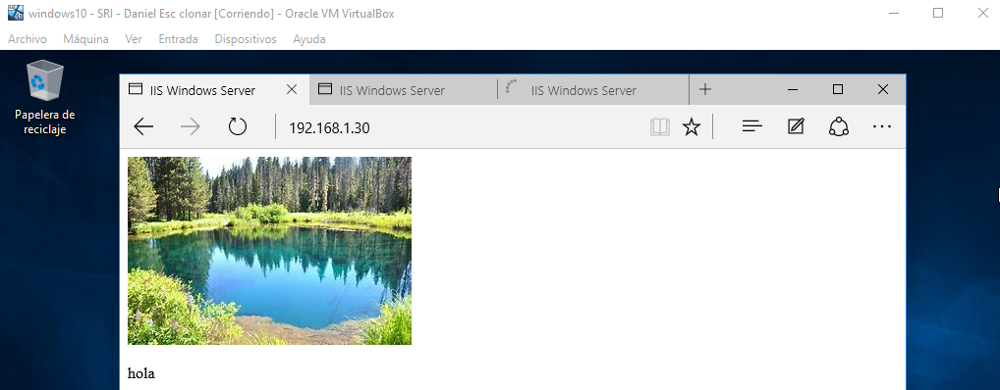 windows10 - SRI - Daniel Esc clonar [Corriendo] - Oracle VM VirtualBox
Archivo Máquina Ver Entrada Dispositivos Ayuda
Papelera de
reciclaje
IIS Windows Server IIS Windows Server IIS Windows Server
192.168.1.30
hola